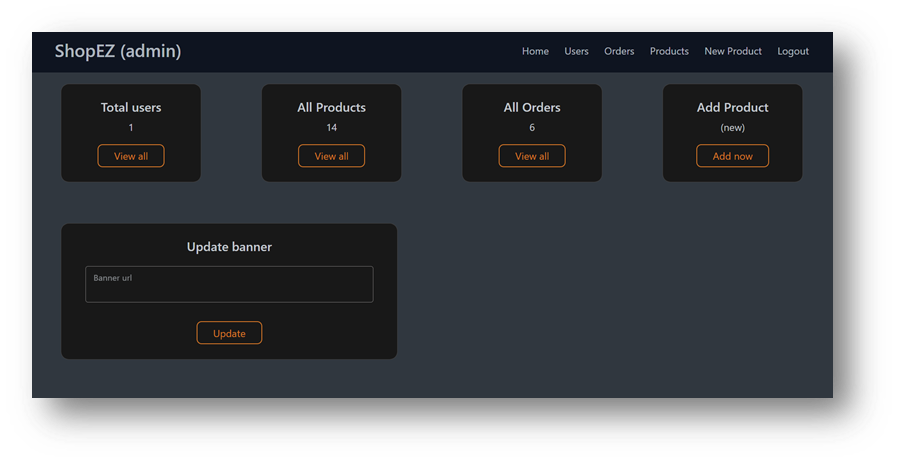 ShopEZ (admin)
Home Users Orders Products New Product Logout
Total users
1
View all
All Products
14
View all
All Orders
6
View all
Add Product
(new)
Add now
Update banner
Banner url
Update